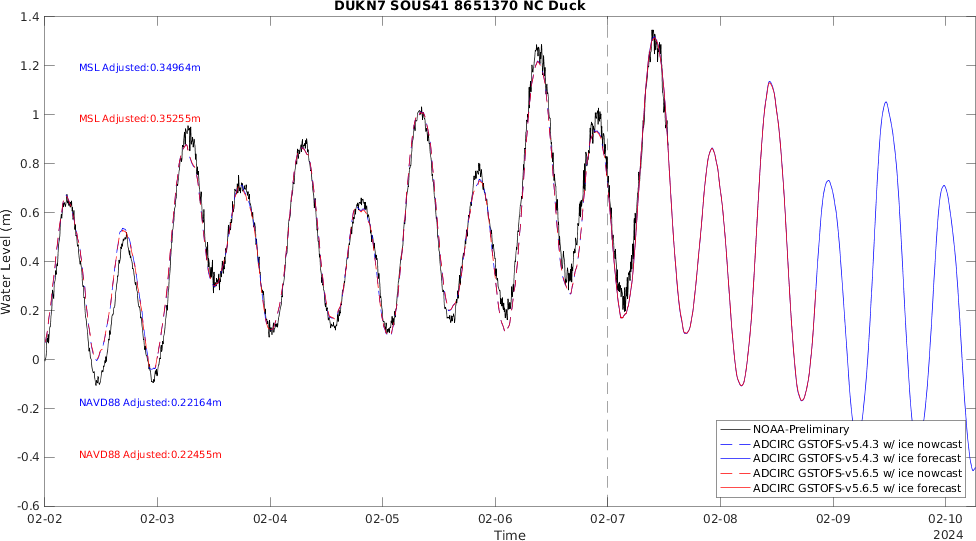 DUKN7 SOUS41 8651370 NC Duck
1.4
1.2
1
0.8
0.6
0.4
0.2
0
-0.2
-0.4
-0.6
Water Level (m)
MSL Adjusted:0.34964m
MSL Adjusted:0.35255m
NAVD88 Adjusted:0.22164m
NAVD88 Adjusted:0.22455m
NOAA-Preliminary
ADCIRC GSTOFS-v5.4.3 w/ ice nowcast
ADCIRC GSTOFS-v5.4.3 w/ ice forecast
ADCIRC GSTOFS-v5.6.5 w/ ice nowcast
ADCIRC GSTOFS-v5.6.5 w/ ice forecast
02-02 02-03 02-04 02-05 02-06 02-07 02-08 02-09 02-10
Time
2024